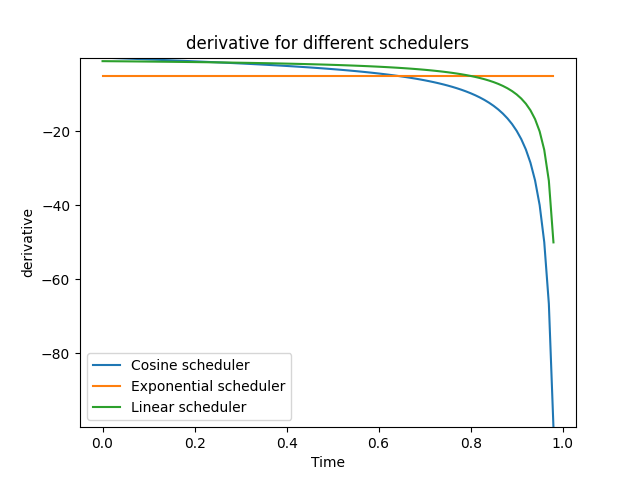 derivative for different schedulers
derivative
−20
−40
−60
−80
Cosine scheduler
Exponential scheduler
Linear scheduler
0.0 0.2 0.4 0.6 0.8 1.0
Time